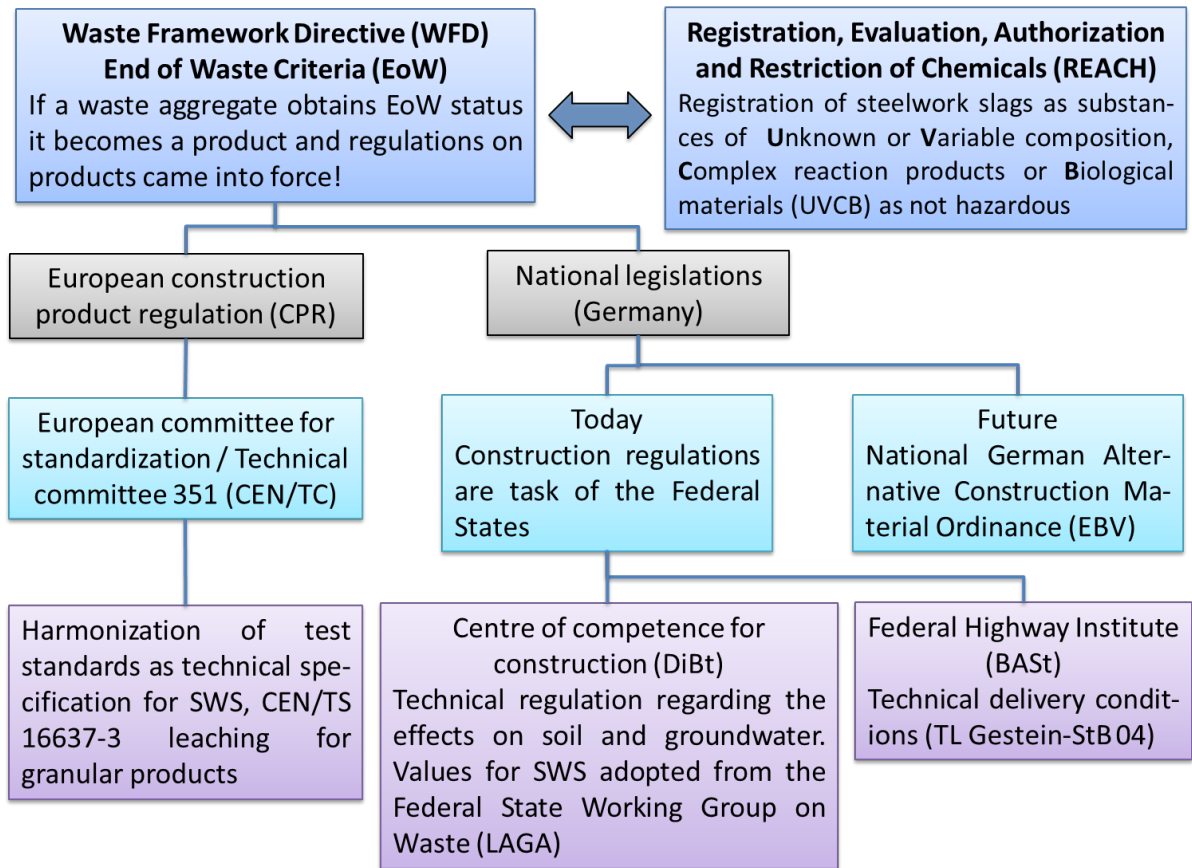 Waste Framework Directive (WFD)
End of Waste Criteria (EoW)
If a waste aggregate obtains EoW status
it becomes a product and regulations on
products came into force!
Registration, Evaluation, Authorization
and Restriction of Chemicals (REACH)
Registration of steelwork slags as substan-
ces of Unknown or Variable composition,
Complex reaction products or Biological
materials (UVCB) as not hazardous
European construction
product regulation (CPR)
National legislations
(Germany)
European committee for
standardization / Technical
committee 351 (CEN/TC)
Today
Construction regulations
are task of the Federal
States
Future
National German Alter-
native Construction Ma-
terial Ordinance (EBV)
Harmonization of test
standards as technical spe-
cification for SWS, CEN/TS
16637-3 leaching for
granular products
Centre of competence for
construction (DiBt)
Technical regulation regarding the
effects on soil and groundwater.
Values for SWS adopted from the
Federal State Working Group on
Waste (LAGA)
Federal Highway Institute
(BASt)
Technical delivery condit-
ions (TL Gestein-StB 04)